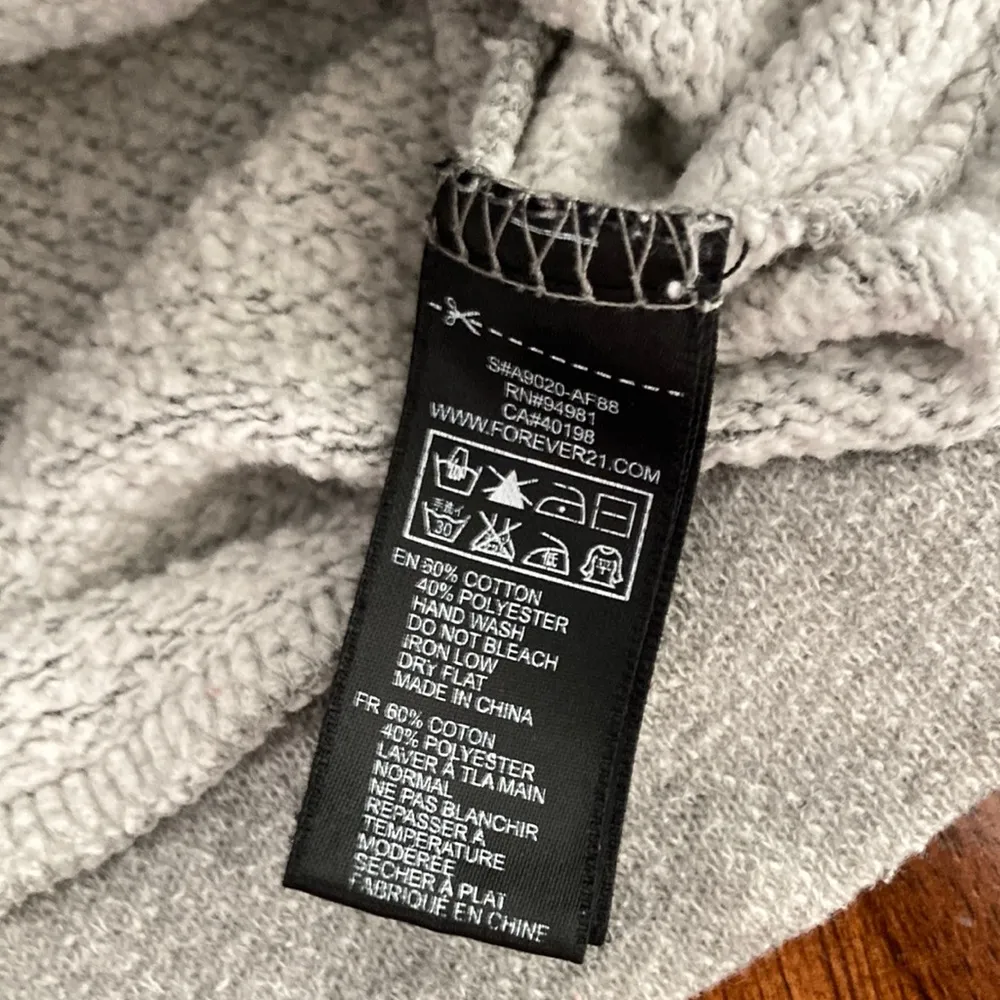 S#A9020-AF88
RN#94981
CA#40198
WWW.FOREVER21.COM
手洗イ
30
低
EN 60% COTTON
40% POLYESTER
HAND WASH
DO NOT BLEACH
IRON LOW
DRY FLAT
MADE IN CHINA
FR 60% COTON
40% POLYESTER
LAVER À TLA MAIN
NORMAL
NE PAS BLANCHIR
REPASSER À
TEMPERATURE
MODÉRÉE
SÉCHER À PLAT
FABRIQUÉ EN CHINE